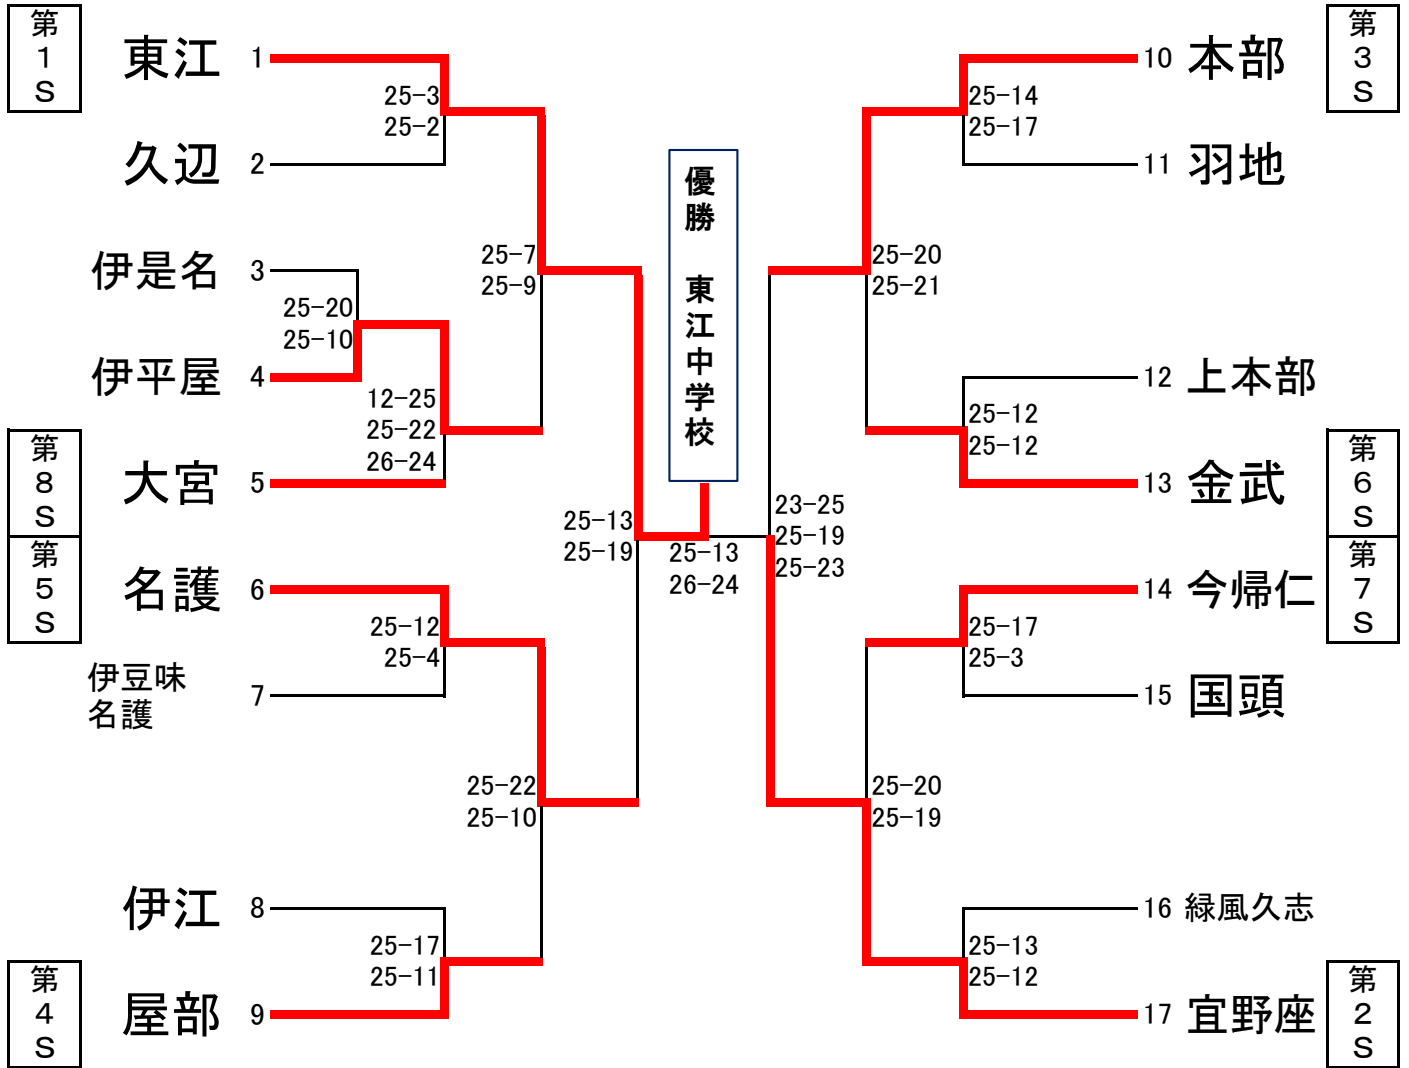 第1S
東江 1
25-3
25-2
久辺 2
伊是名 3
25-20
25-10
伊平屋 4
12-25
25-22
26-24
第8S
大宮 5
25-7
25-9
第5S
名護 6
25-12
25-4
伊豆味
名護
7
25-22
25-10
伊江 8
25-17
25-11
第4S
屋部 9
25-13
25-19
優勝 東江中学校
25-13
26-24
23-25
25-19
25-23
第3S
10 本部
25-14
25-17
11 羽地
25-20
25-21
12 上本部
25-12
25-12
13 金武
第6S
14 今帰仁
第7S
25-17
25-3
15 国頭
25-20
25-19
16 緑風久志
25-13
25-12
17 宜野座
第2S